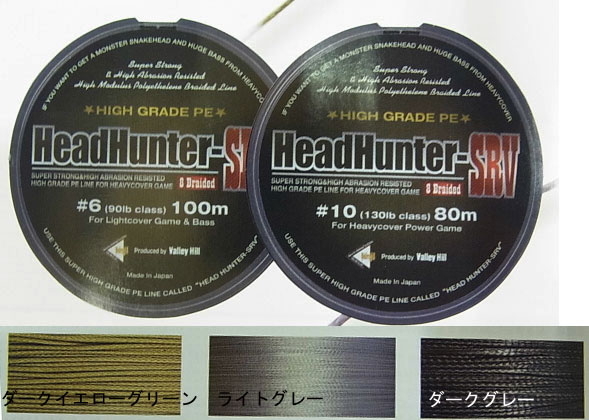 IF YOU WANT TO GET A MONSTER SNAKEHEAD AND HUGE BASS FROM HEAVYCOVER
Super Strong
& High Abrasion Resisted
High Modulus Polyethelene Braided Line
HIGH GRADE PE
HeadHunter-S
8 Braided
SUPER STRONG&HIGH ABRASION RESISTED
HIGH GRADE PE LINE FOR HEAVYCOVER GAME
#6 (90lb class) 100m
For Lightcover Game & Bass
Produced by Valley Hill
Made in Japan
USE THIS SUPER HIGH GRADE PE LINE CALLED "HEAD HUNTER-SRV"
IF YOU WANT TO GET A MONSTER SNAKEHEAD AND HUGE BASS FROM HEAVYCOVER
Super Strong
& High Abrasion Resisted
High Modulus Polyethelene Braided Line
HIGH GRADE PE
HeadHunter-SRV
8 Braided
SUPER STRONG&HIGH ABRASION RESISTED
HIGH GRADE PE LINE FOR HEAVYCOVER GAME
#10 (130lb class) 80m
For Heavycover Power Game
Produced by Valley Hill
Made in Japan
USE THIS SUPER HIGH GRADE PE LINE CALLED "HEAD HUNTER-SRV"
ダークイエローグリーン
ライトグレー
ダークグレー